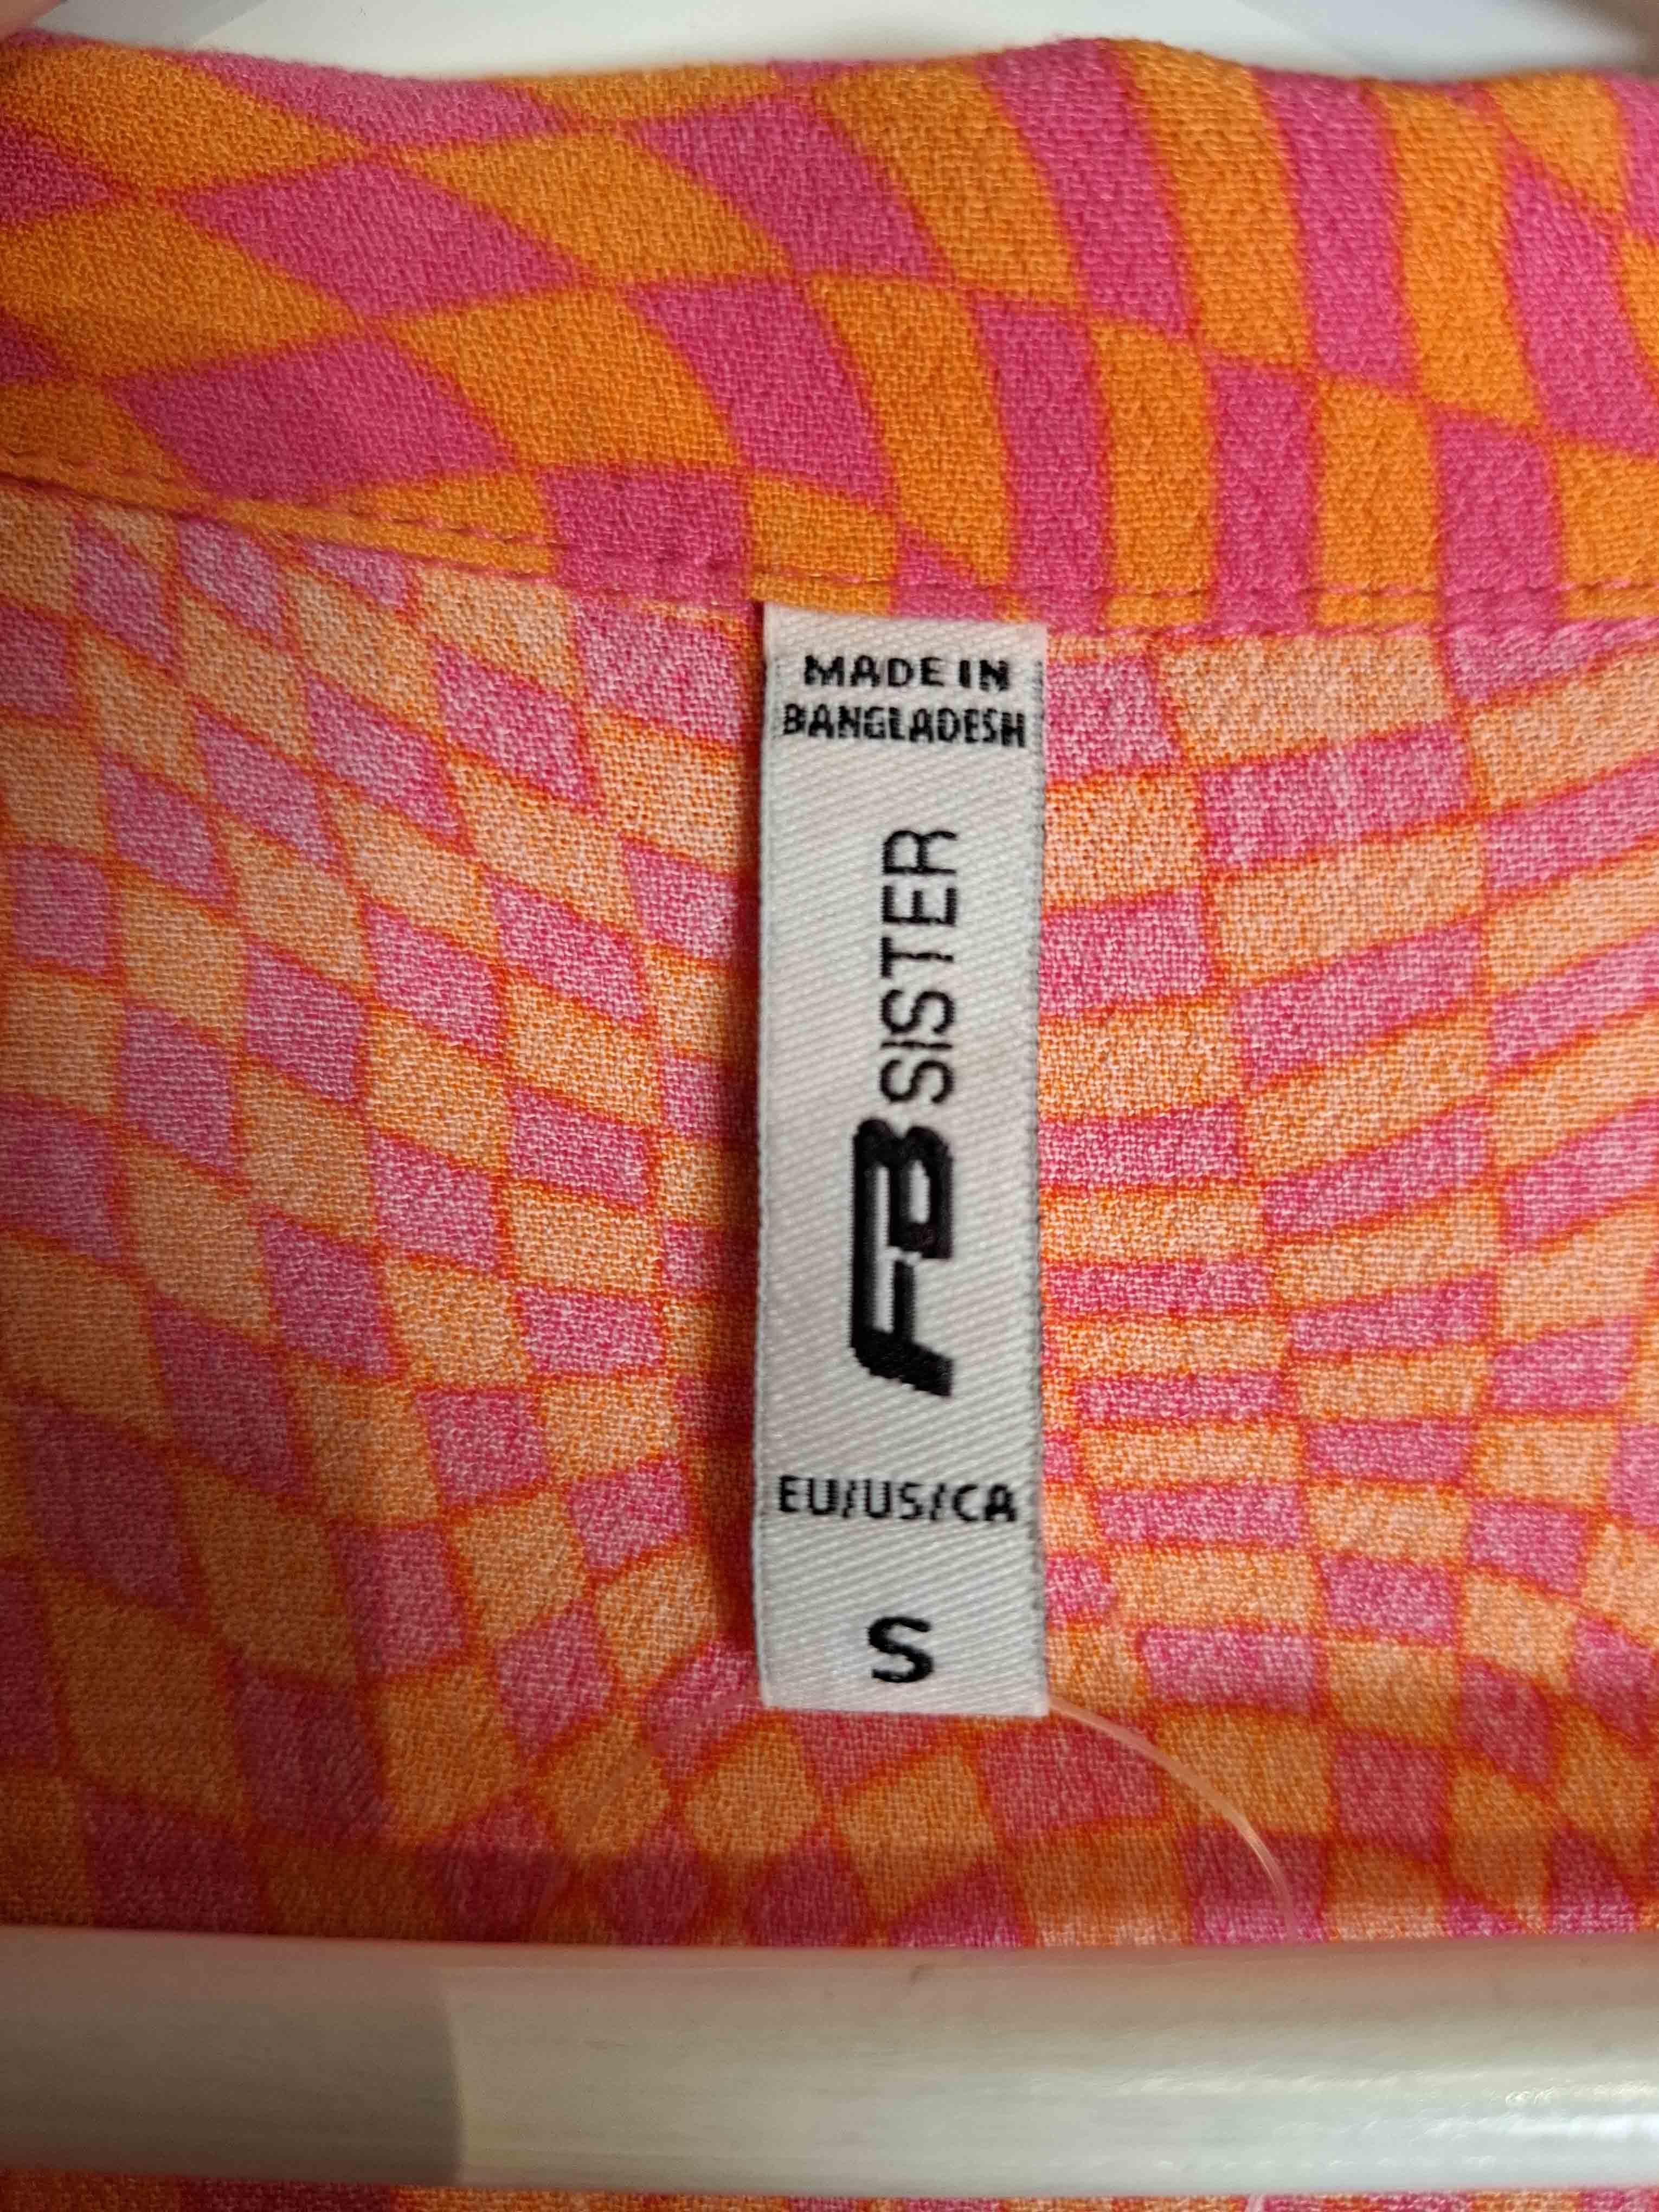 MADE IN
BANGLADESH
FB SISTER
EU/US/CA
S